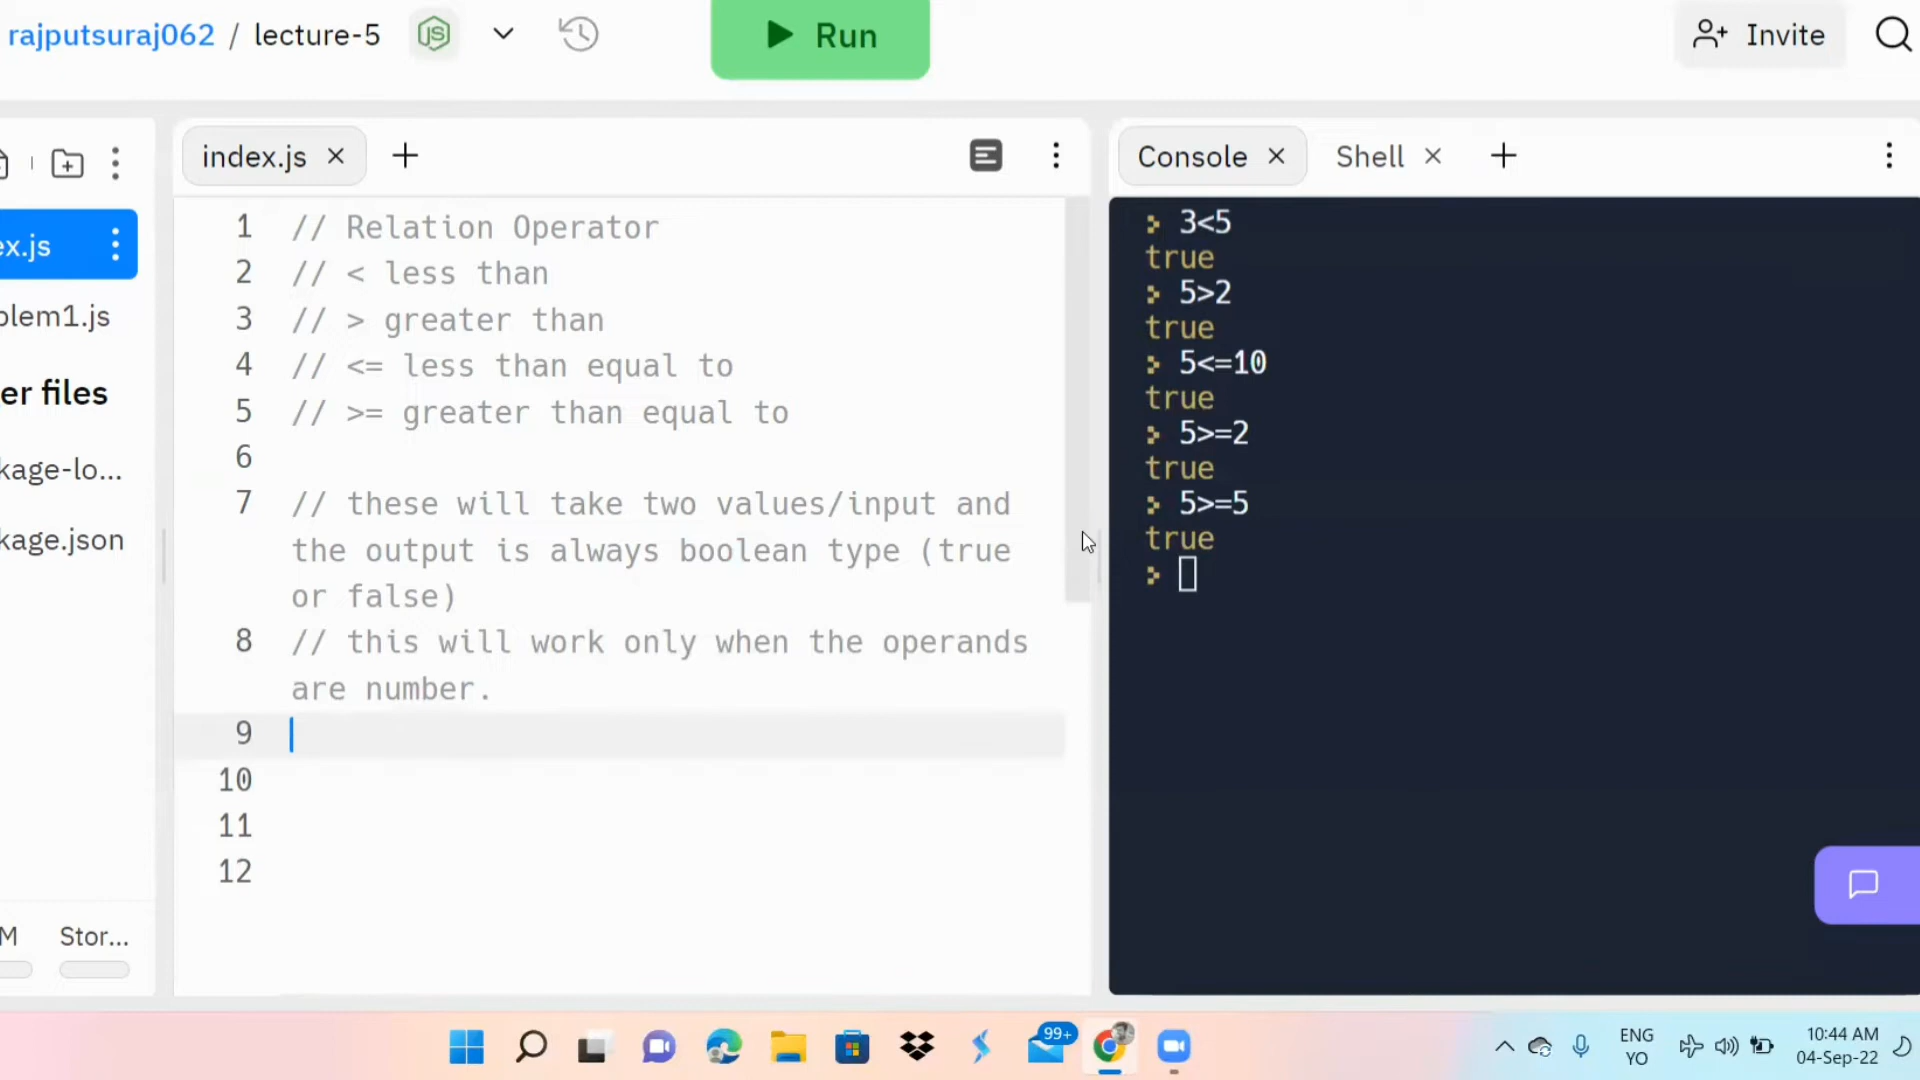 rajputsuraj062 / lecture-5
Run
Invite
index.js
Console
Shell
ex.js
blem1.js
er files
kage-lo...
kage.json
M
Stor...
1 // Relation Operator
2 // < less than
3 // > greater than
4 // <= less than equal to
5 // >= greater than equal to
6
7 // these will take two values/input and
the output is always boolean type (true
or false)
8 // this will work only when the operands
are number.
9
10
11
12
3<5
true
5>2
true
5<=10
true
5>=2
true
5>=5
true
99+
ENG
YO
10:44 AM
04-Sep-22